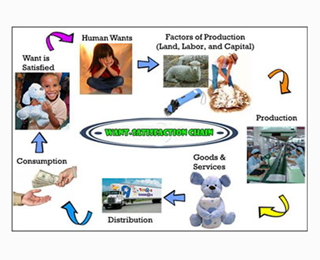 Human Wants
Factors of Production
(Land, Labor, and Capital)
Want is
Satisfied
WANT-SATISFACTION CHAIN
Production
Consumption
Goods &
Services
Distribution